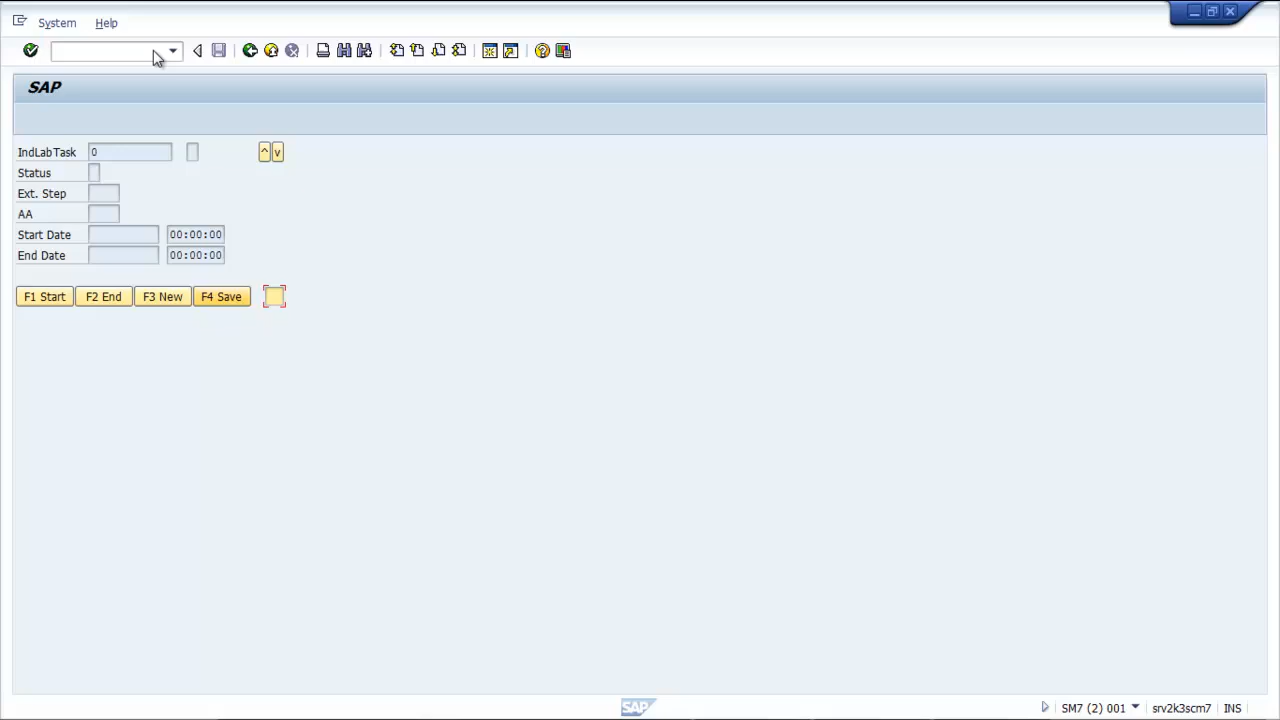 System Help
SAP
IndLabTask 0 ^ v
Status
Ext. Step
AA
Start Date 00:00:00
End Date 00:00:00
F1 Start F2 End F3 New F4 Save
SAP SM7 (2) 001 srv2k3scm7 INS